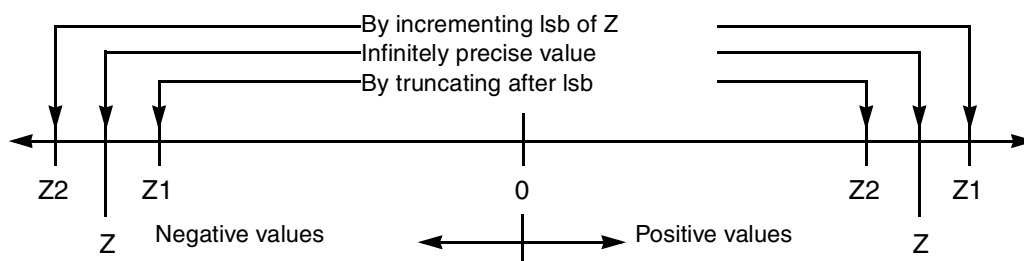 By incrementing lsb of Z
Infinitely precise value
By truncating after lsb
Z2 Z1 0 Z2 Z1
Z Negative values Positive values Z